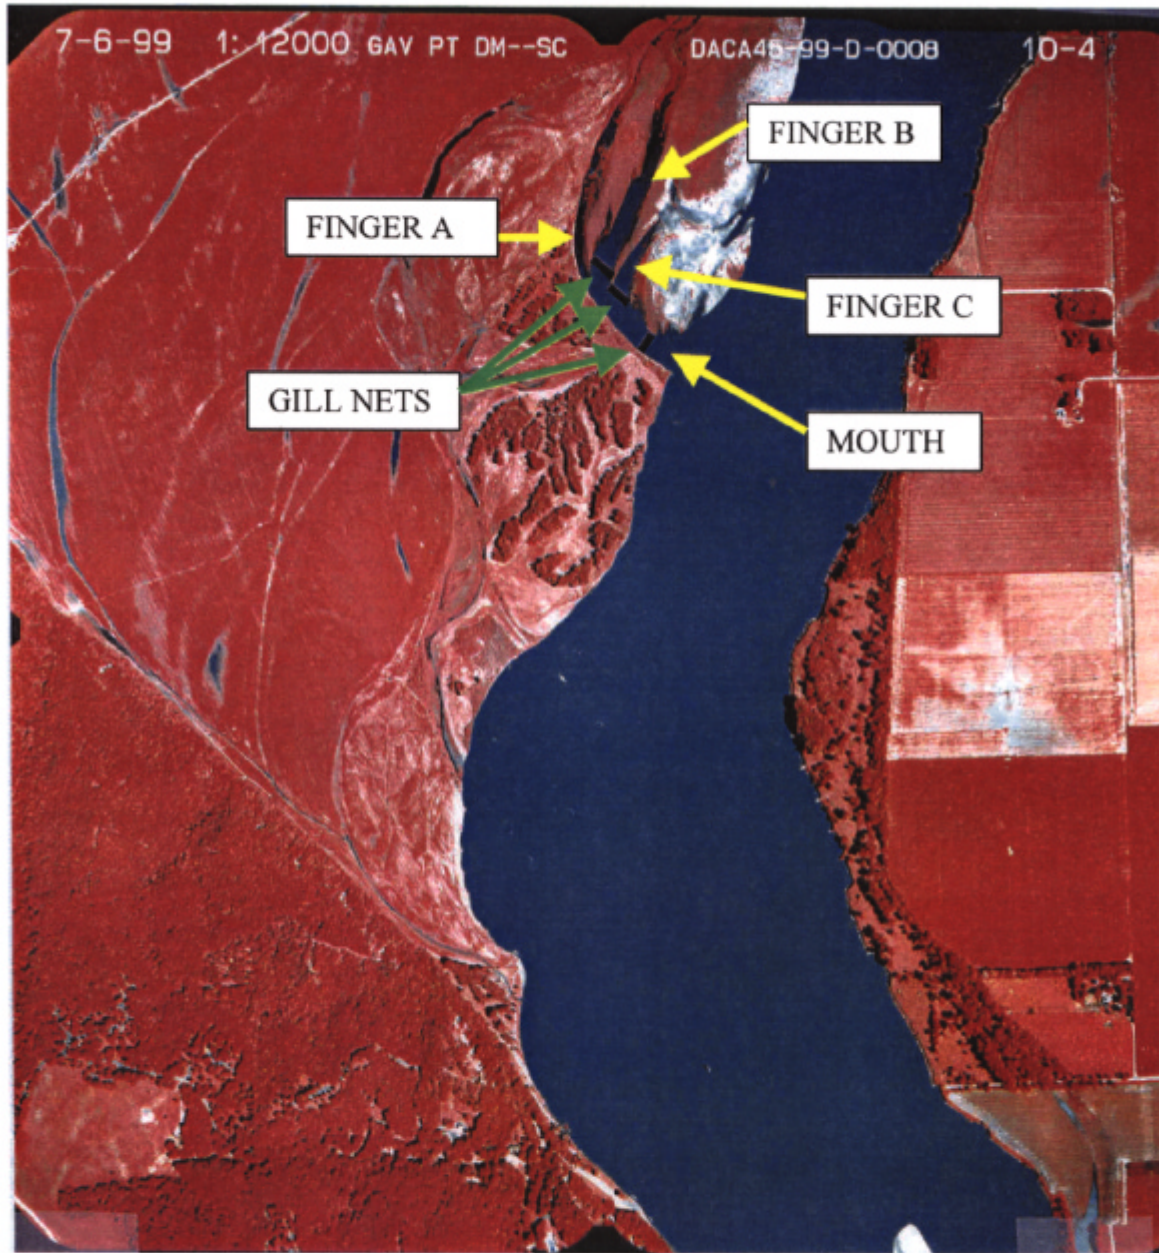 7-6-99 1: 12000 GAV PT DM--SC DACA45-99-D-0008 10-4
FINGER B
FINGER A
FINGER C
GILL NETS
MOUTH